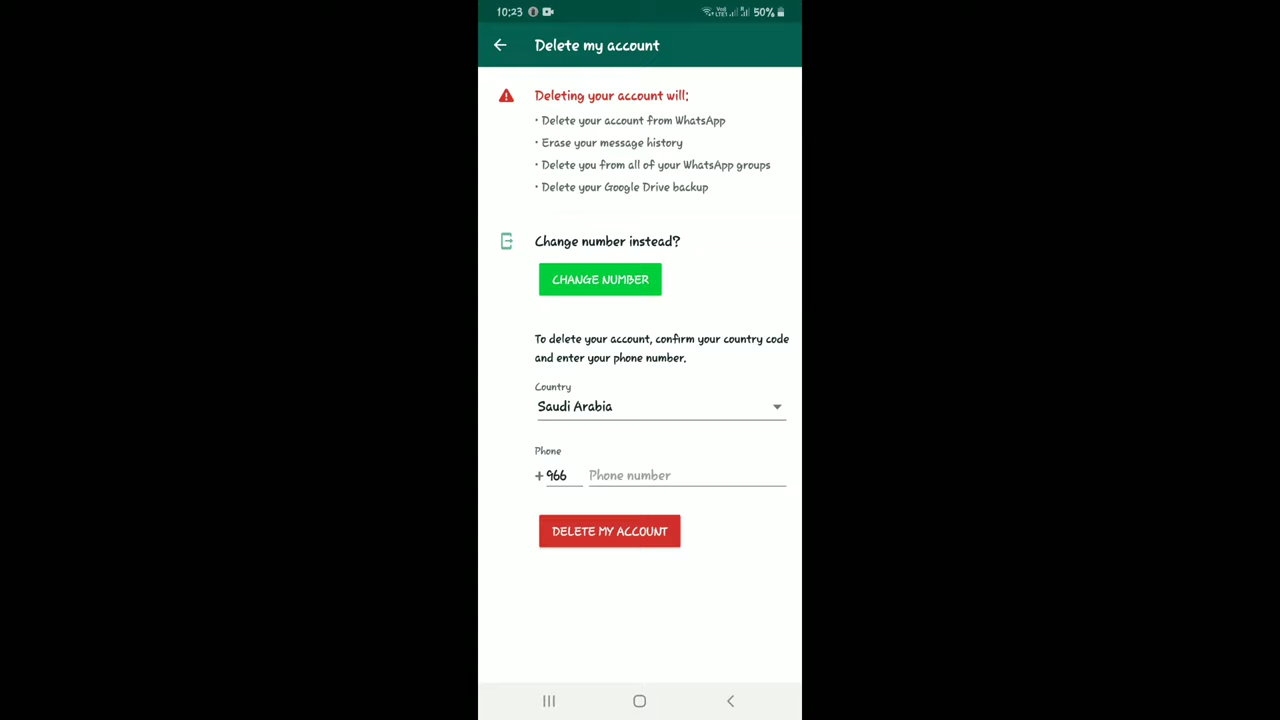 10:23
Vo)) LTE1 50%
Delete my account
Deleting your account will:
• Delete your account from WhatsApp
• Erase your message history
• Delete you from all of your WhatsApp groups
• Delete your Google Drive backup
Change number instead?
CHANGE NUMBER
To delete your account, confirm your country code
and enter your phone number.
Country
Saudi Arabia
Phone
+ 966 Phone number
DELETE MY ACCOUNT